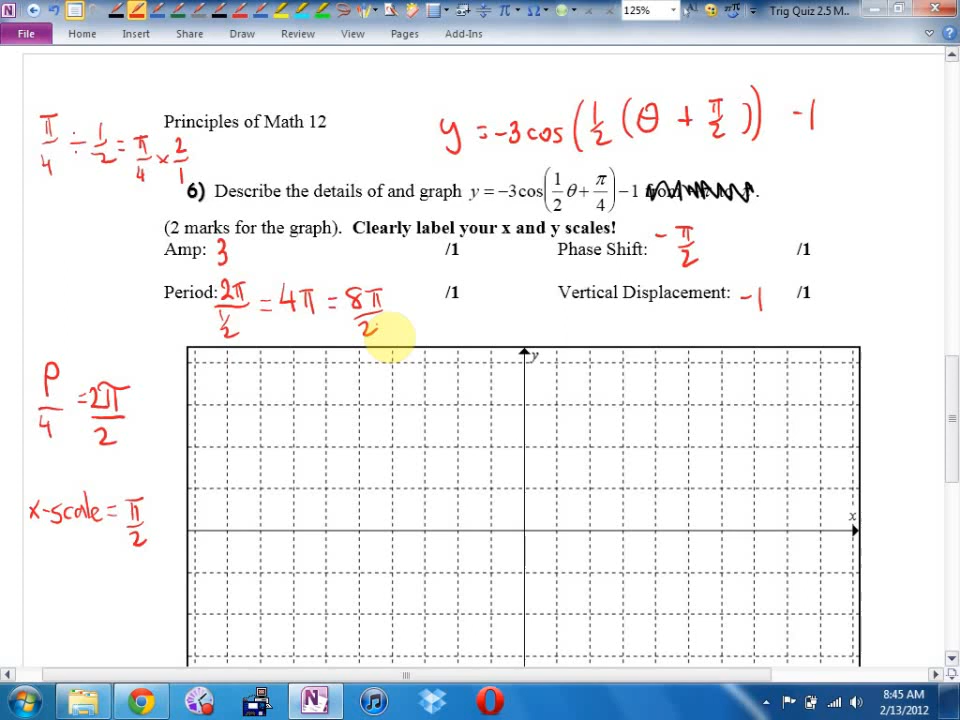 125%
Trig Quiz 2.5 M..
File Home Insert Share Draw Review View Pages Add-Ins
Principles of Math 12
y = -3 cos(1/2(θ + π/2)) -1
π/4 ÷ 1/2 = π/4 × 2/1
6) Describe the details of and graph y = −3cos(1/2 θ + π/4) − 1
(2 marks for the graph). Clearly label your x and y scales!
Amp: 3 /1 Phase Shift: - π/2 /1
Period: 2π/(1/2) = 4π = 8π/2 /1 Vertical Displacement: -1 /1
y
P/4 = 2π/2
x-scale = π/2
x
8:45 AM
2/13/2012